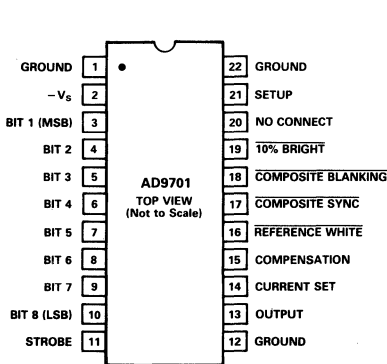 GROUND 1 22 GROUND
–VS 2 21 SETUP
BIT 1 (MSB) 3 20 NO CONNECT
BIT 2 4 19 10% BRIGHT
BIT 3 5 18 COMPOSITE BLANKING
AD9701
BIT 4 6 17 COMPOSITE SYNC
TOP VIEW
(Not to Scale)
BIT 5 7 16 REFERENCE WHITE
BIT 6 8 15 COMPENSATION
BIT 7 9 14 CURRENT SET
BIT 8 (LSB) 10 13 OUTPUT
STROBE 11 12 GROUND